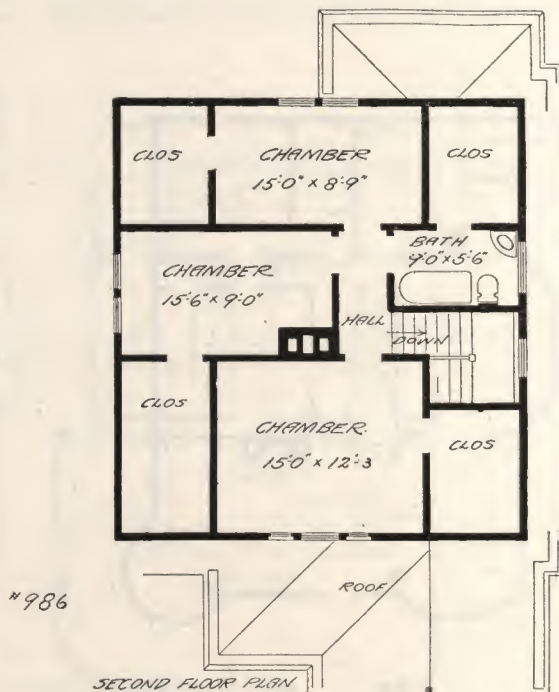 CLOS
CHAMBER
15'-0" x 8'-9"
CLOS
BATH
9'-0" x 5'-6"
CHAMBER
15'-6" x 9'-0"
HALL
DOWN
CLOS
CHAMBER.
15'-0" x 12'-3
CLOS
ROOF
#986
SECOND FLOOR PLAN